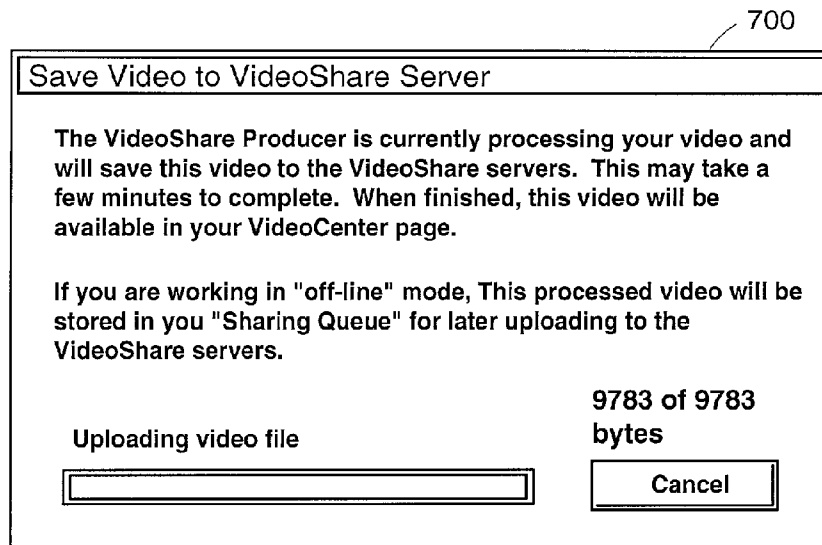 700
Save Video to VideoShare Server
The VideoShare Producer is currently processing your video and
will save this video to the VideoShare servers. This may take a
few minutes to complete. When finished, this video will be
available in your VideoCenter page.
If you are working in "off-line" mode, This processed video will be
stored in you "Sharing Queue" for later uploading to the
VideoShare servers.
9783 of 9783
bytes
Uploading video file
Cancel